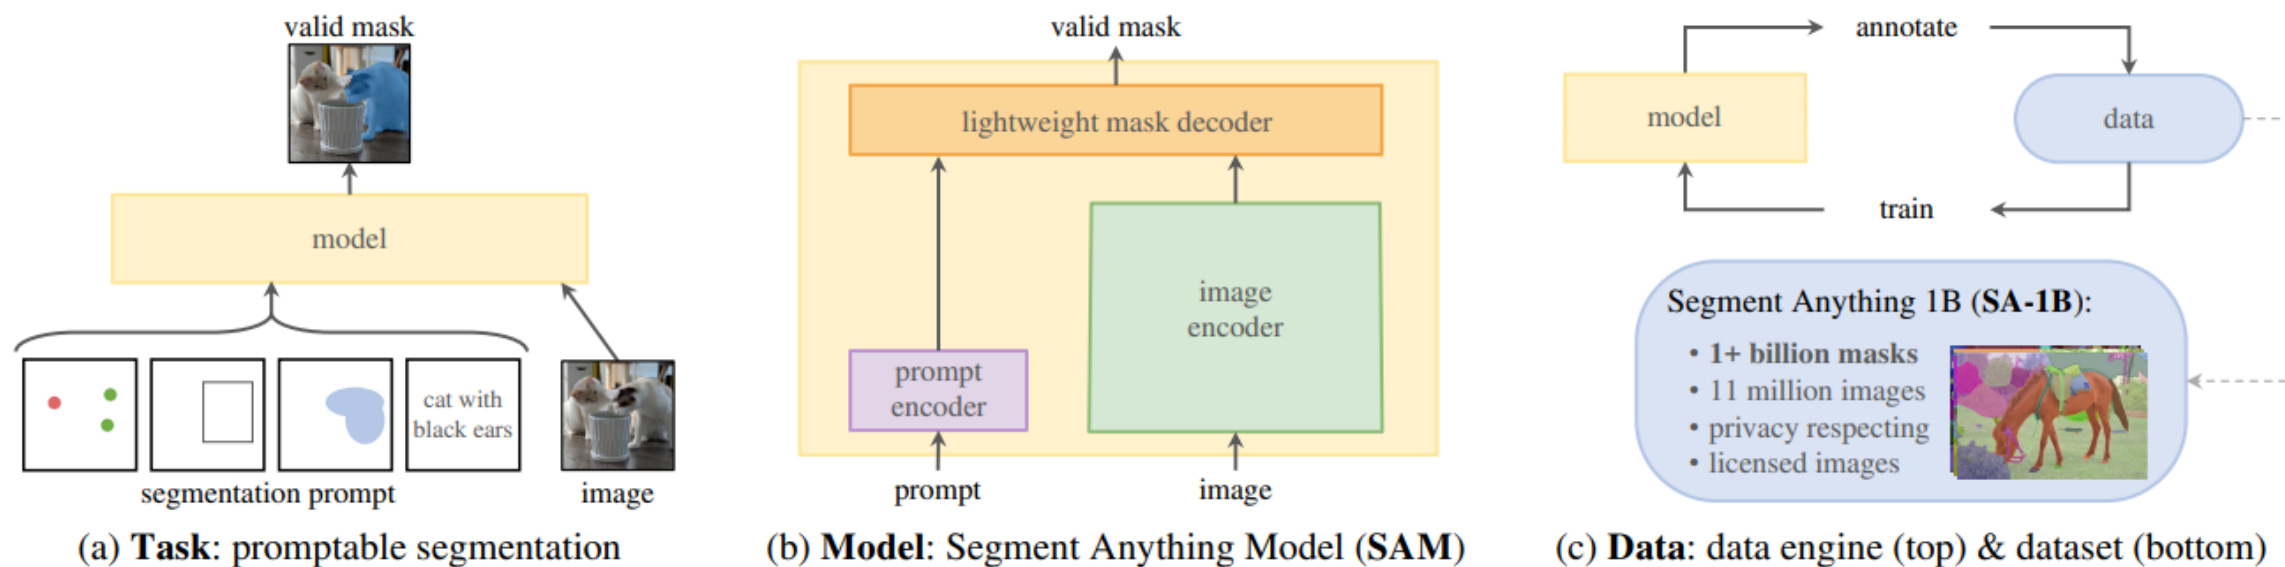 valid mask
model
cat with
black ears
segmentation prompt
image
(a) Task: promptable segmentation
valid mask
lightweight mask decoder
image
encoder
prompt
encoder
prompt
image
(b) Model: Segment Anything Model (SAM)
annotate
model
data
train
Segment Anything 1B (SA-1B):
• 1+ billion masks
• 11 million images
• privacy respecting
• licensed images
(c) Data: data engine (top) & dataset (bottom)